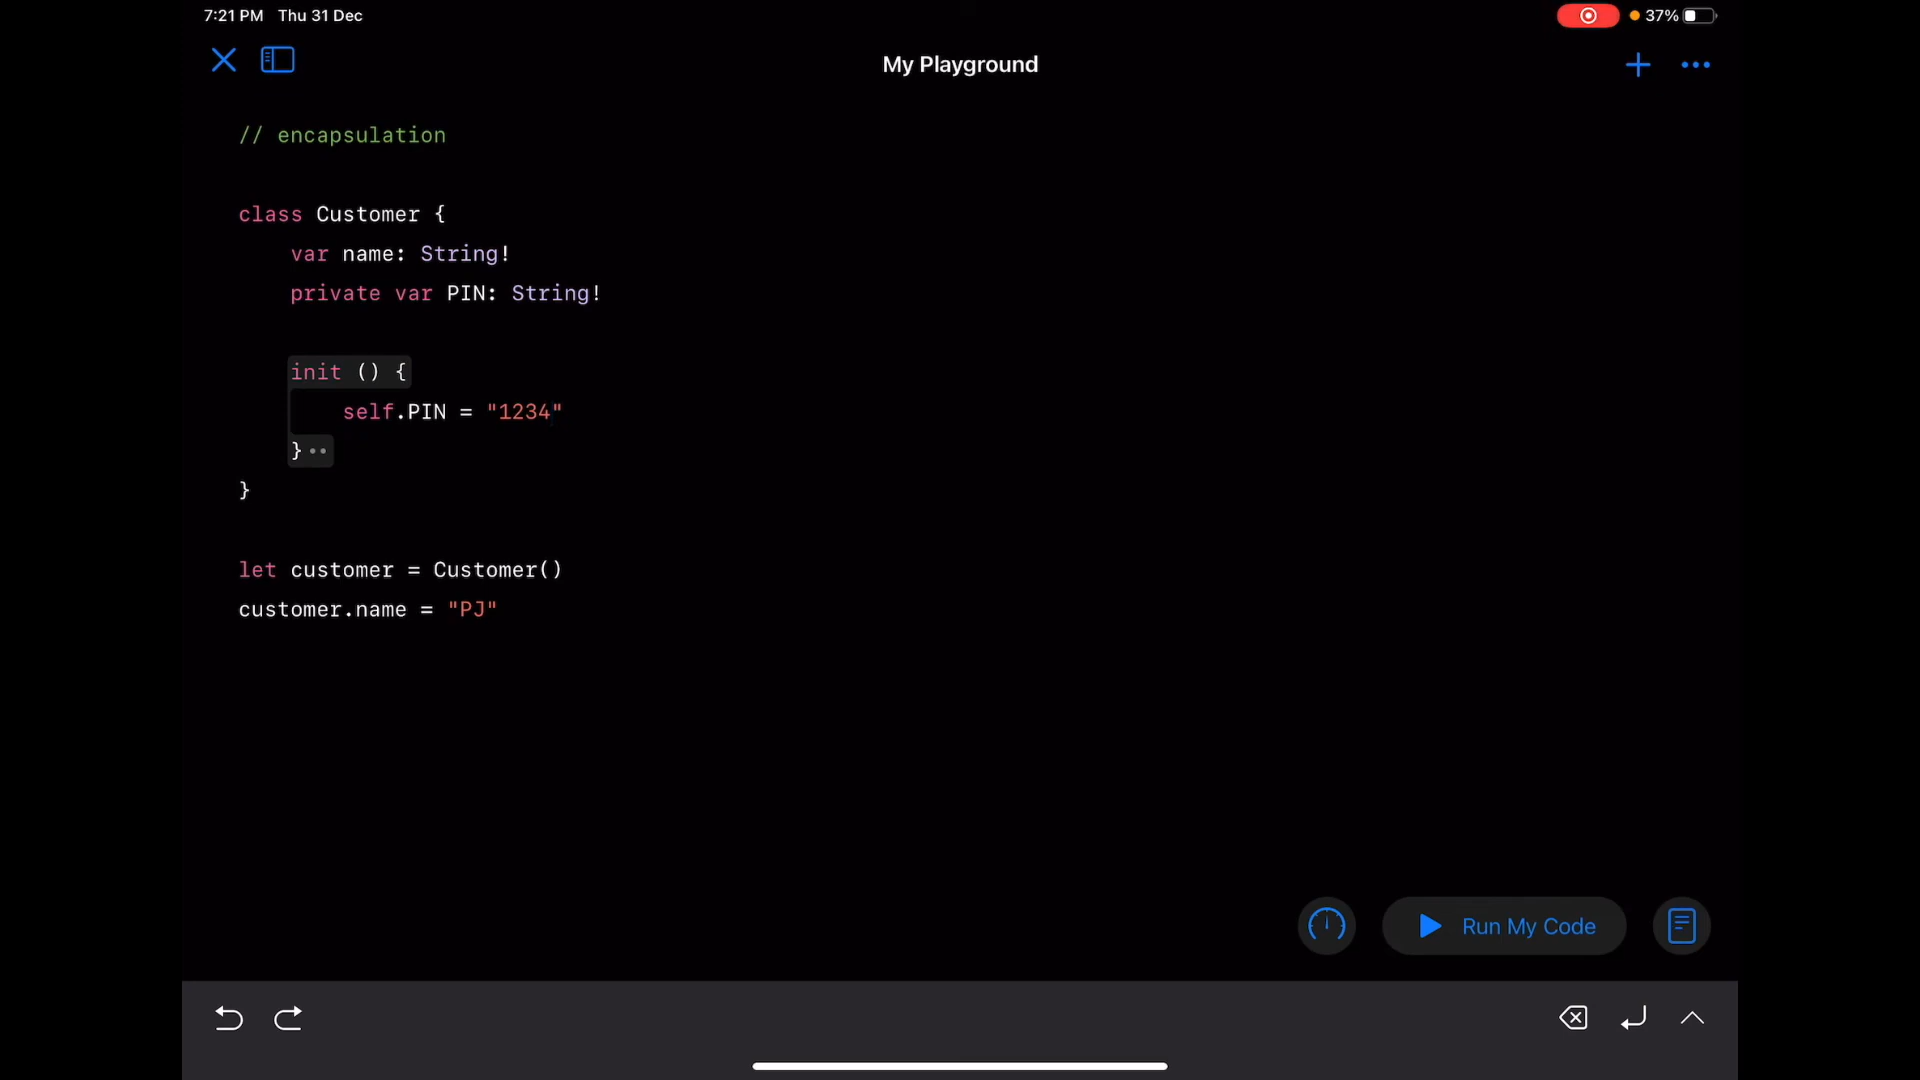 7:21 PM Thu 31 Dec
37%
My Playground
// encapsulation
class Customer {
var name: String!
private var PIN: String!
init () {
self.PIN = "1234"
}
}
let customer = Customer()
customer.name = "PJ"
Run My Code